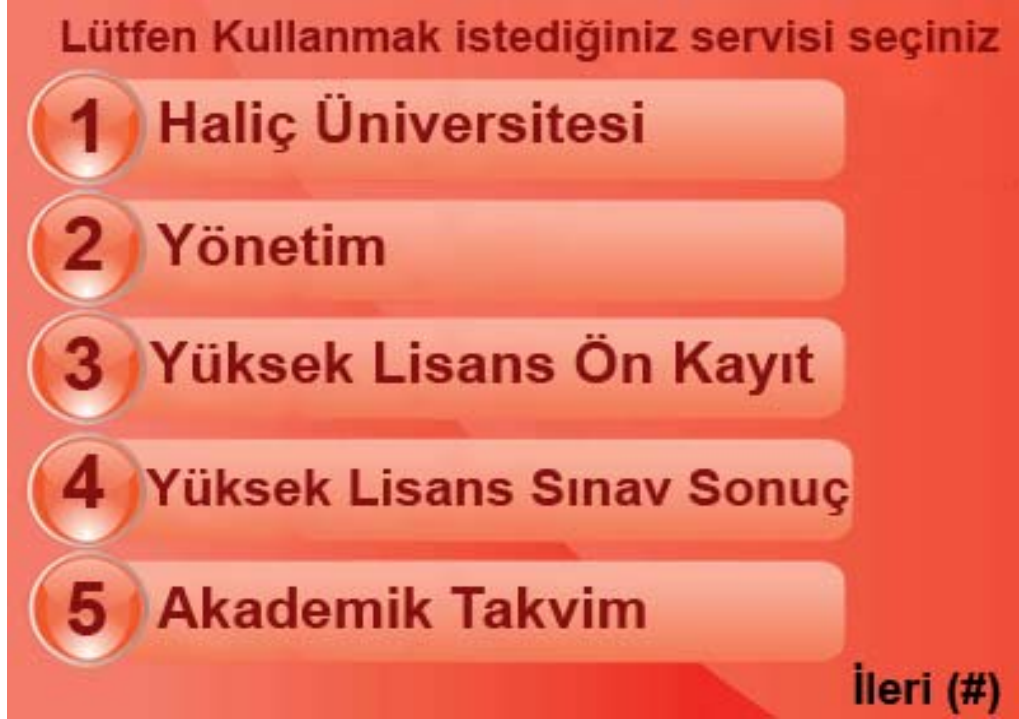 Lütfen Kullanmak istediğiniz servisi seçiniz
1 Haliç Üniversitesi
2 Yönetim
3 Yüksek Lisans Ön Kayıt
4 Yüksek Lisans Sınav Sonuç
5 Akademik Takvim
İleri (#)